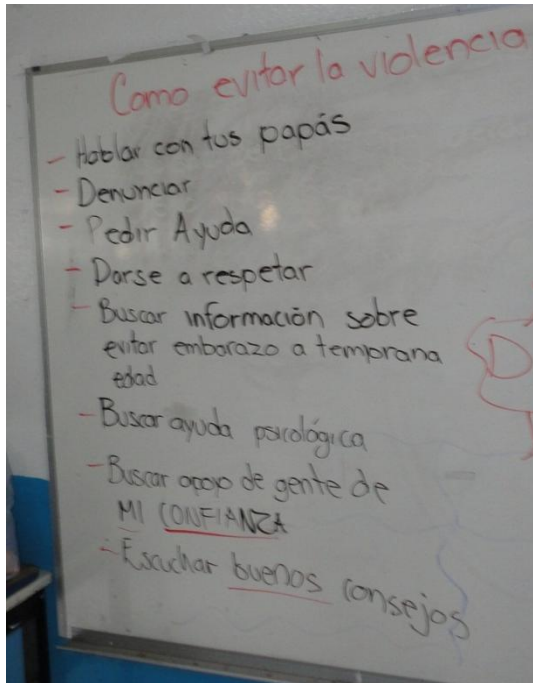 Como evitar la violencia
- Hablar con tus papás
- Denunciar
- Pedir Ayuda
- Darse a respetar
- Buscar información sobre
evitar embarazo a temprana
edad
- Buscar ayuda psicológica
- Buscar apoyo de gente de
MI CONFIANZA
- Escuchar buenos consejos
D